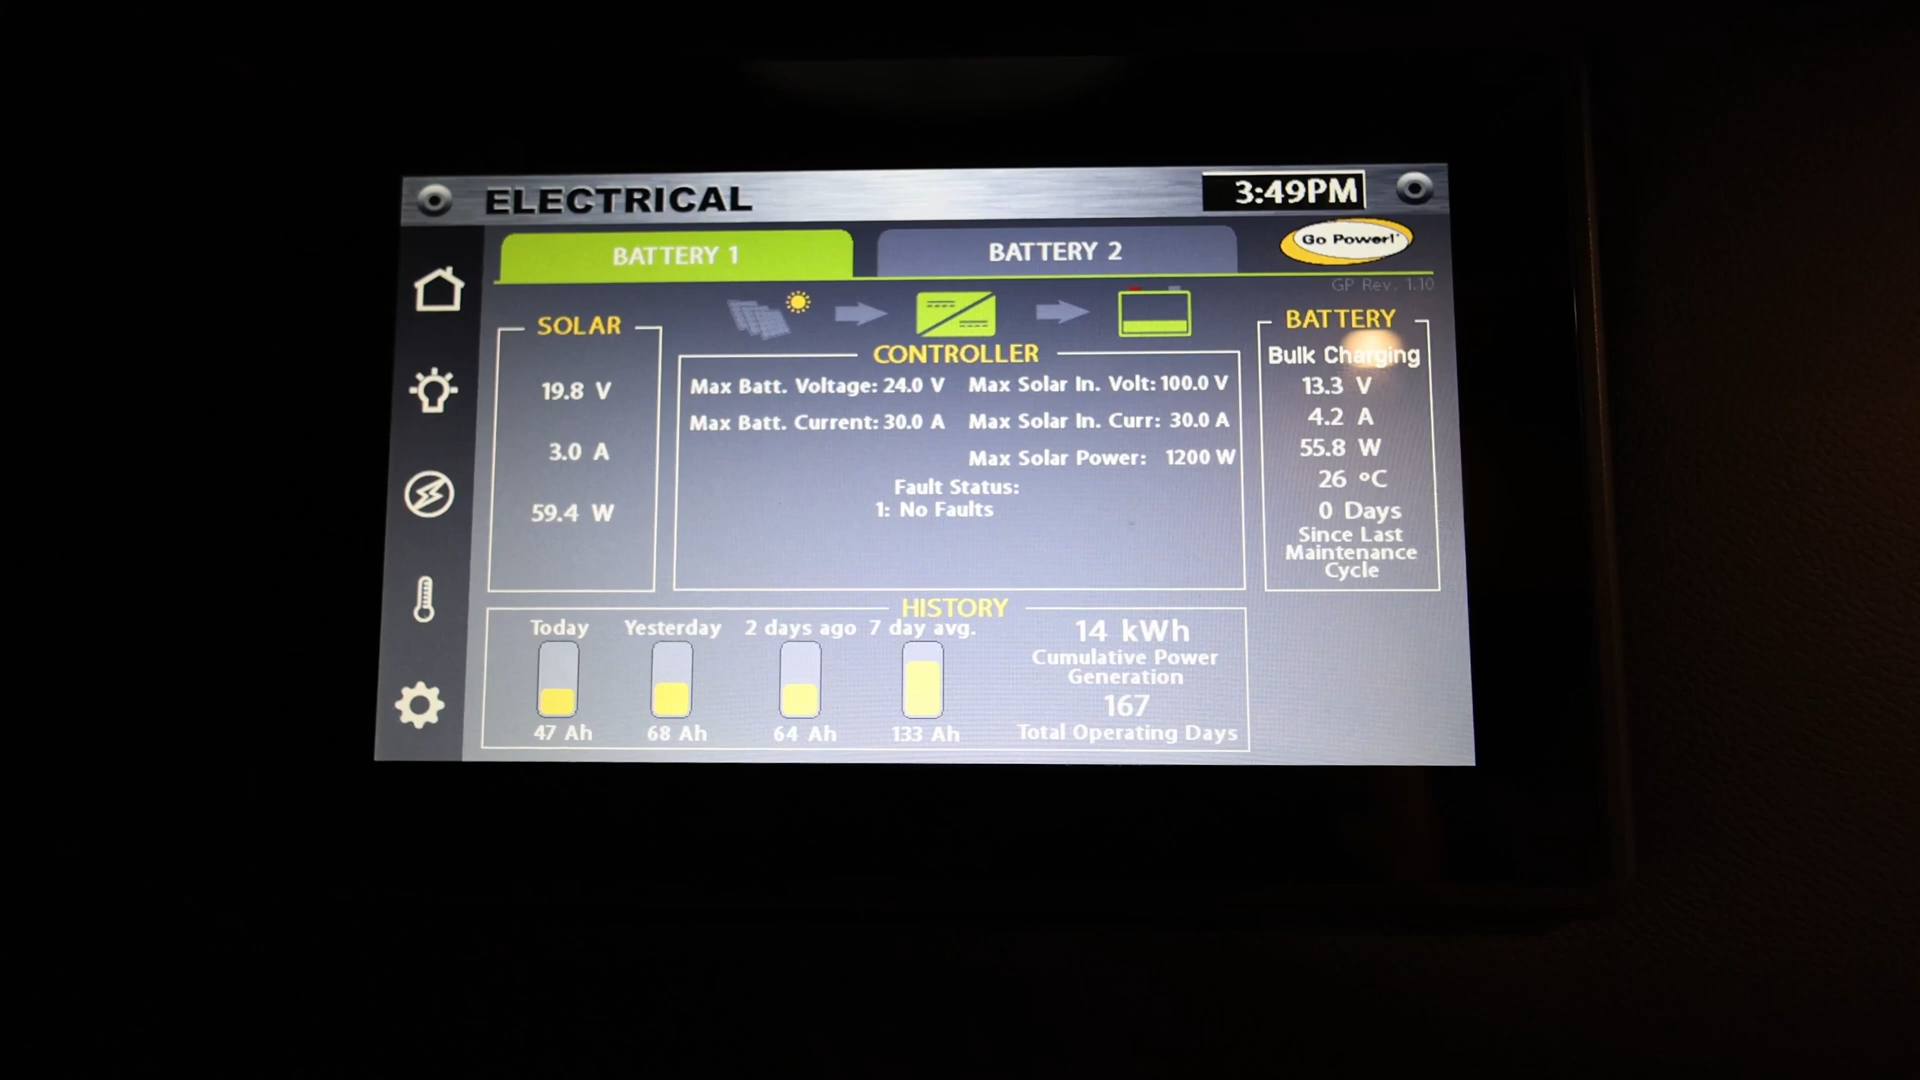 ELECTRICAL
3:49PM
BATTERY 1
BATTERY 2
Go Power!
GP Rev. 1.10
SOLAR
19.8 V
3.0 A
59.4 W
CONTROLLER
Max Batt. Voltage: 24.0 V Max Solar In. Volt: 100.0 V
Max Batt. Current: 30.0 A Max Solar In. Curr: 30.0 A
Max Solar Power: 1200 W
Fault Status:
1: No Faults
BATTERY
Bulk Charging
13.3 V
4.2 A
55.8 W
26 ºC
0 Days
Since Last
Maintenance
Cycle
HISTORY
Today Yesterday 2 days ago 7 day avg.
47 Ah 68 Ah 64 Ah 133 Ah
14 kWh
Cumulative Power
Generation
167
Total Operating Days